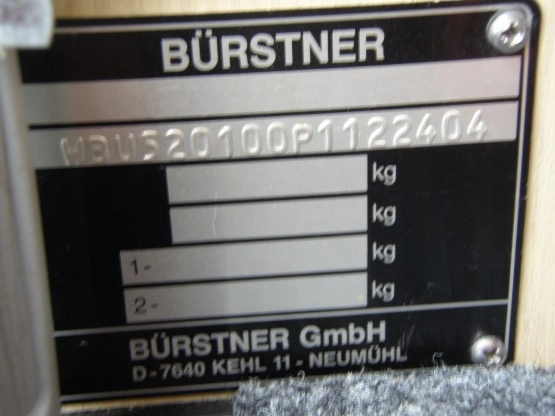 BÜRSTNER
WBU520100P1122404
kg
kg
1- kg
2- kg
BÜRSTNER GmbH
D-7640 KEHL 11-NEUMÜHL